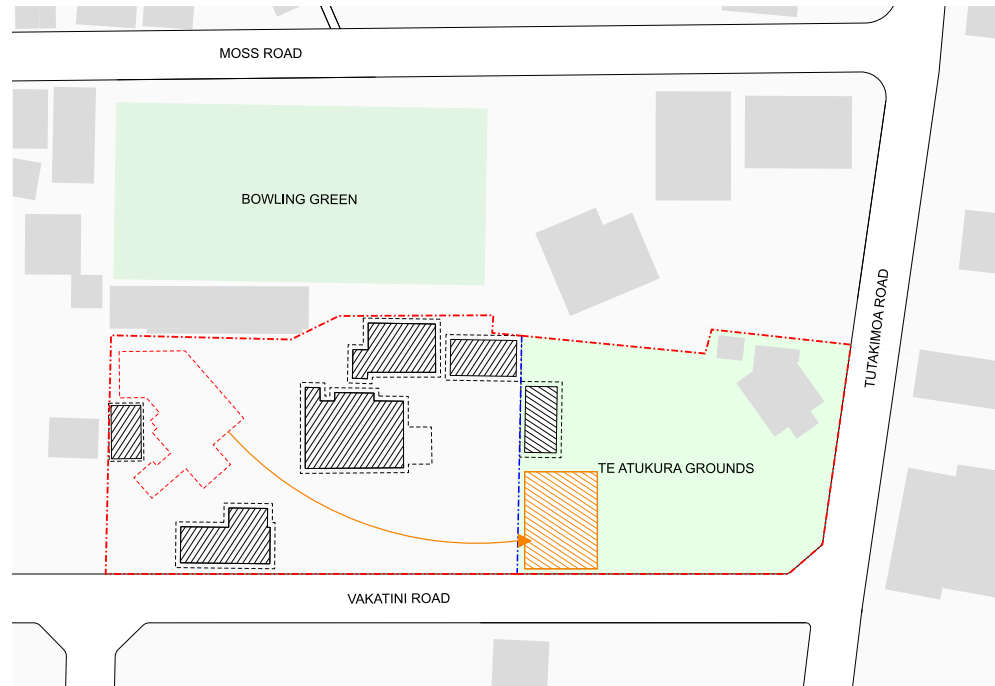 MOSS ROAD
BOWLING GREEN
TUTAKIMOA ROAD
TE ATUKURA GROUNDS
VAKATINI ROAD